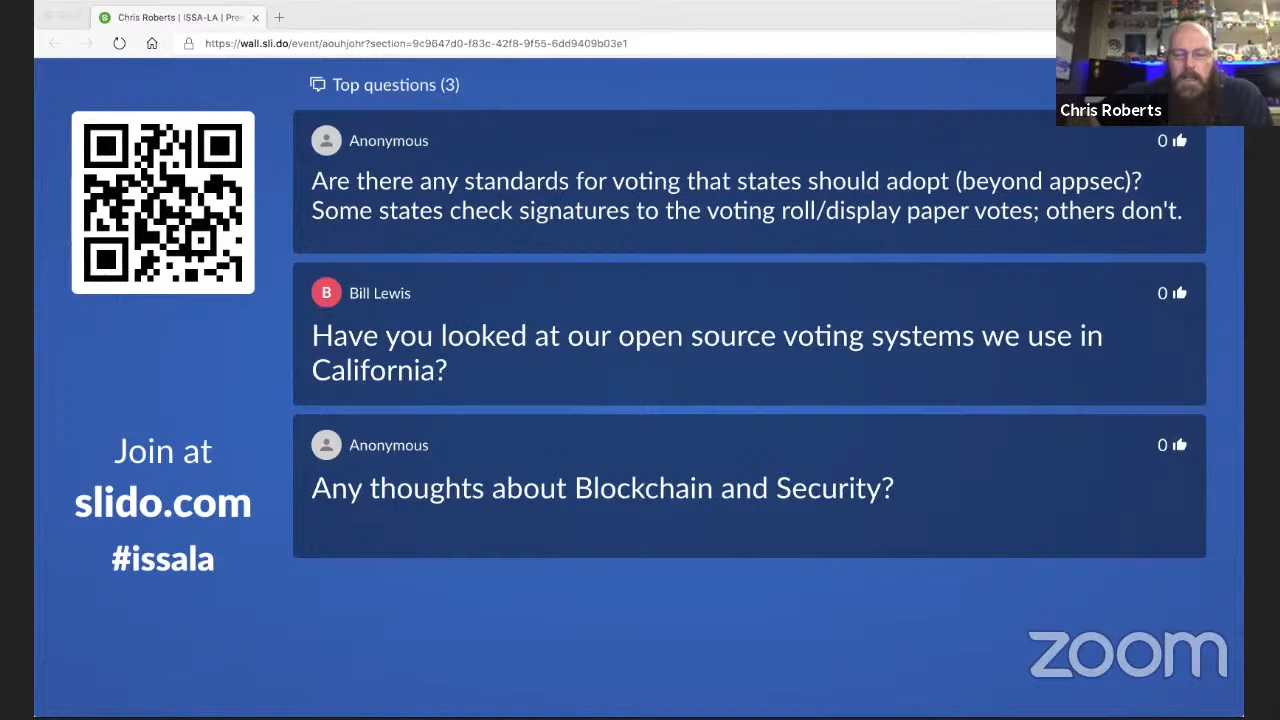 Chris Roberts | ISSA-LA | Pre
https://wall.sli.do/event/aouhjohr?section=9c9647d0-f83c-42f8-9f55-6dd9409b03e1
Chris Roberts
Top questions (3)
Anonymous
0
Are there any standards for voting that states should adopt (beyond appsec)?
Some states check signatures to the voting roll/display paper votes; others don't.
B
Bill Lewis
0
Have you looked at our open source voting systems we use in
California?
Anonymous
0
Any thoughts about Blockchain and Security?
Join at
slido.com
#issala
zoom